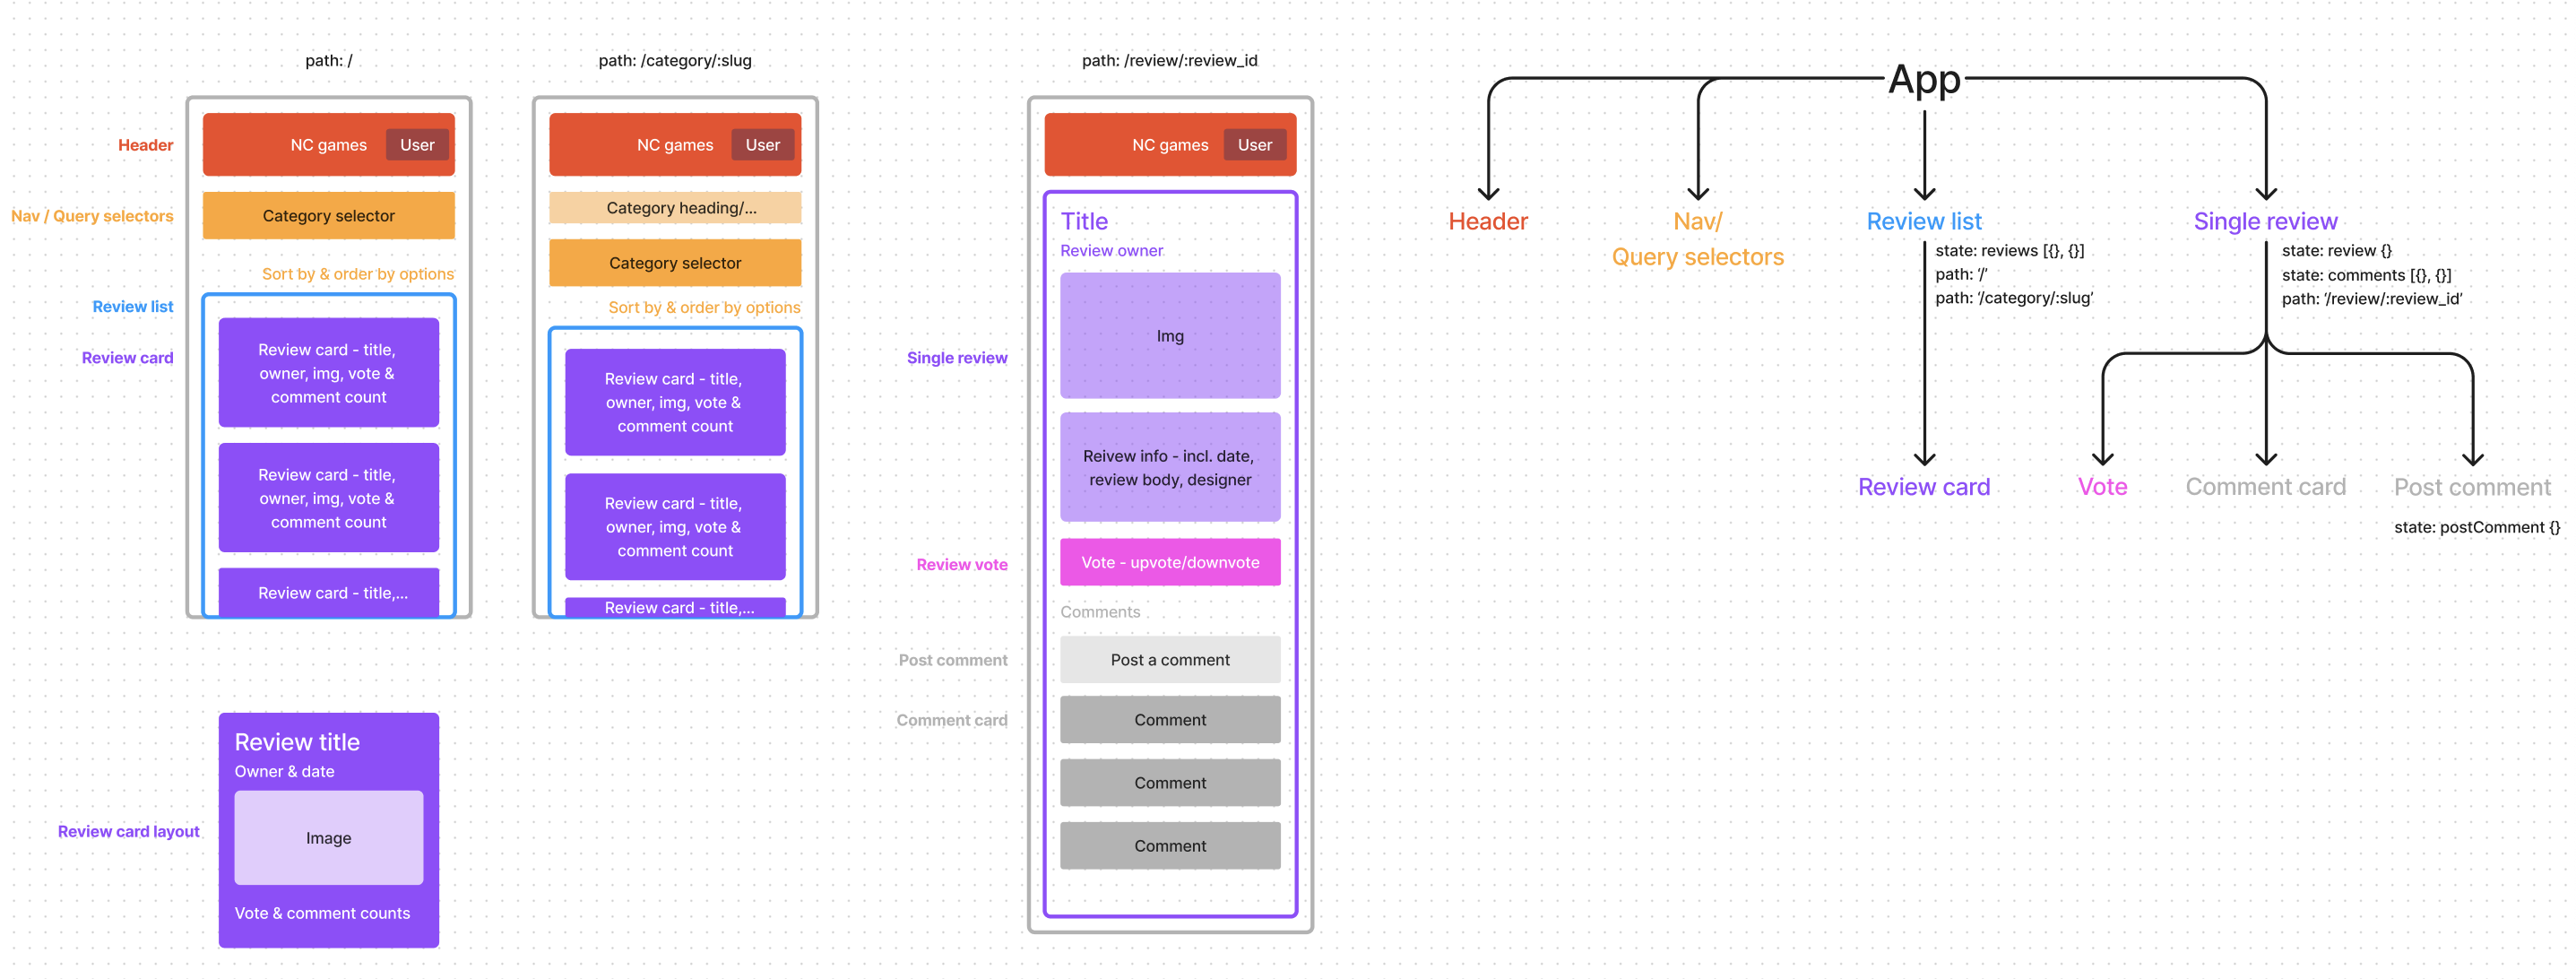 path: /
Header
NC games
User
Nav / Query selectors
Category selector
Sort by & order by options
Review list
Review card
Review card - title,
owner, img, vote &
comment count
Review card - title,
owner, img, vote &
comment count
Review card - title,...
Review card layout
Review title
Owner & date
Image
Vote & comment counts
path: /category/:slug
NC games
User
Category heading/...
Category selector
Sort by & order by options
Review card - title,
owner, img, vote &
comment count
Review card - title,
owner, img, vote &
comment count
Review card - title,...
path: /review/:review_id
NC games
User
Title
Review owner
Img
Single review
Reivew info - incl. date,
review body, designer
Review vote
Vote - upvote/downvote
Comments
Post comment
Post a comment
Comment card
Comment
Comment
Comment
App
Header
Nav/
Query selectors
Review list
state: reviews [{}, {}]
path: ‘/’
path: ‘/category/:slug’
Single review
state: review {}
state: comments [{}, {}]
path: ‘/review/:review_id’
Review card
Vote
Comment card
Post comment
state: postComment {}